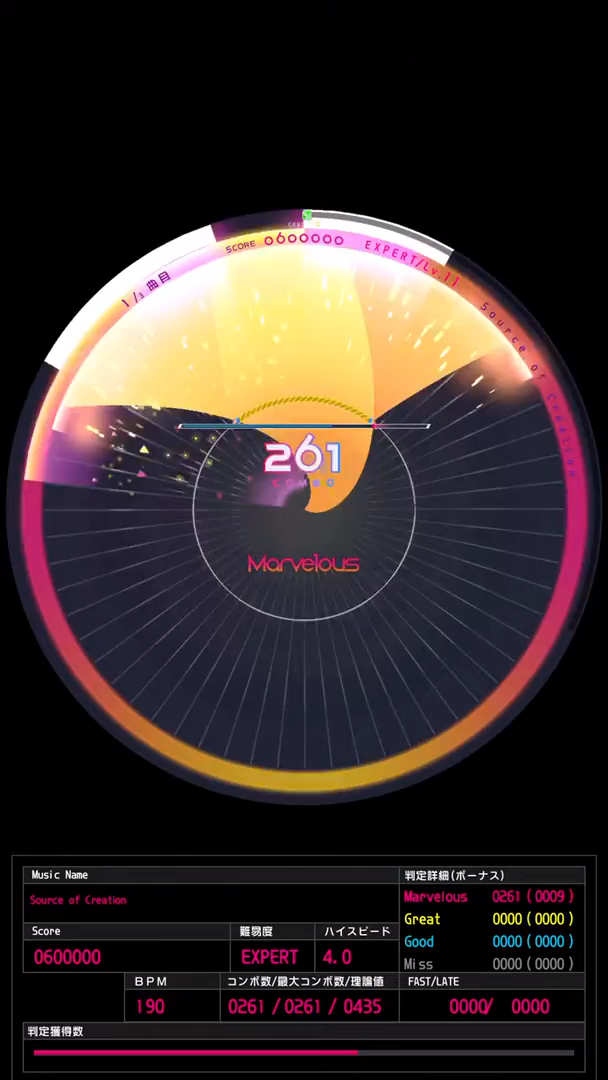 SCORE 0600000
EXPERT/Lv.11
1/3 曲目
Source of Creation
261
COMBO
Marvelous
Music Name
Source of Creation
Score
0600000
難易度
EXPERT
ハイスピード
4.0
判定詳細(ボーナス)
Marvelous 0261 ( 0009 )
Great 0000 ( 0000 )
Good 0000 ( 0000 )
Miss 0000 ( 0000 )
BPM
190
コンボ数/最大コンボ数/理論値
0261 / 0261 / 0435
FAST/LATE
0000/ 0000
判定獲得数